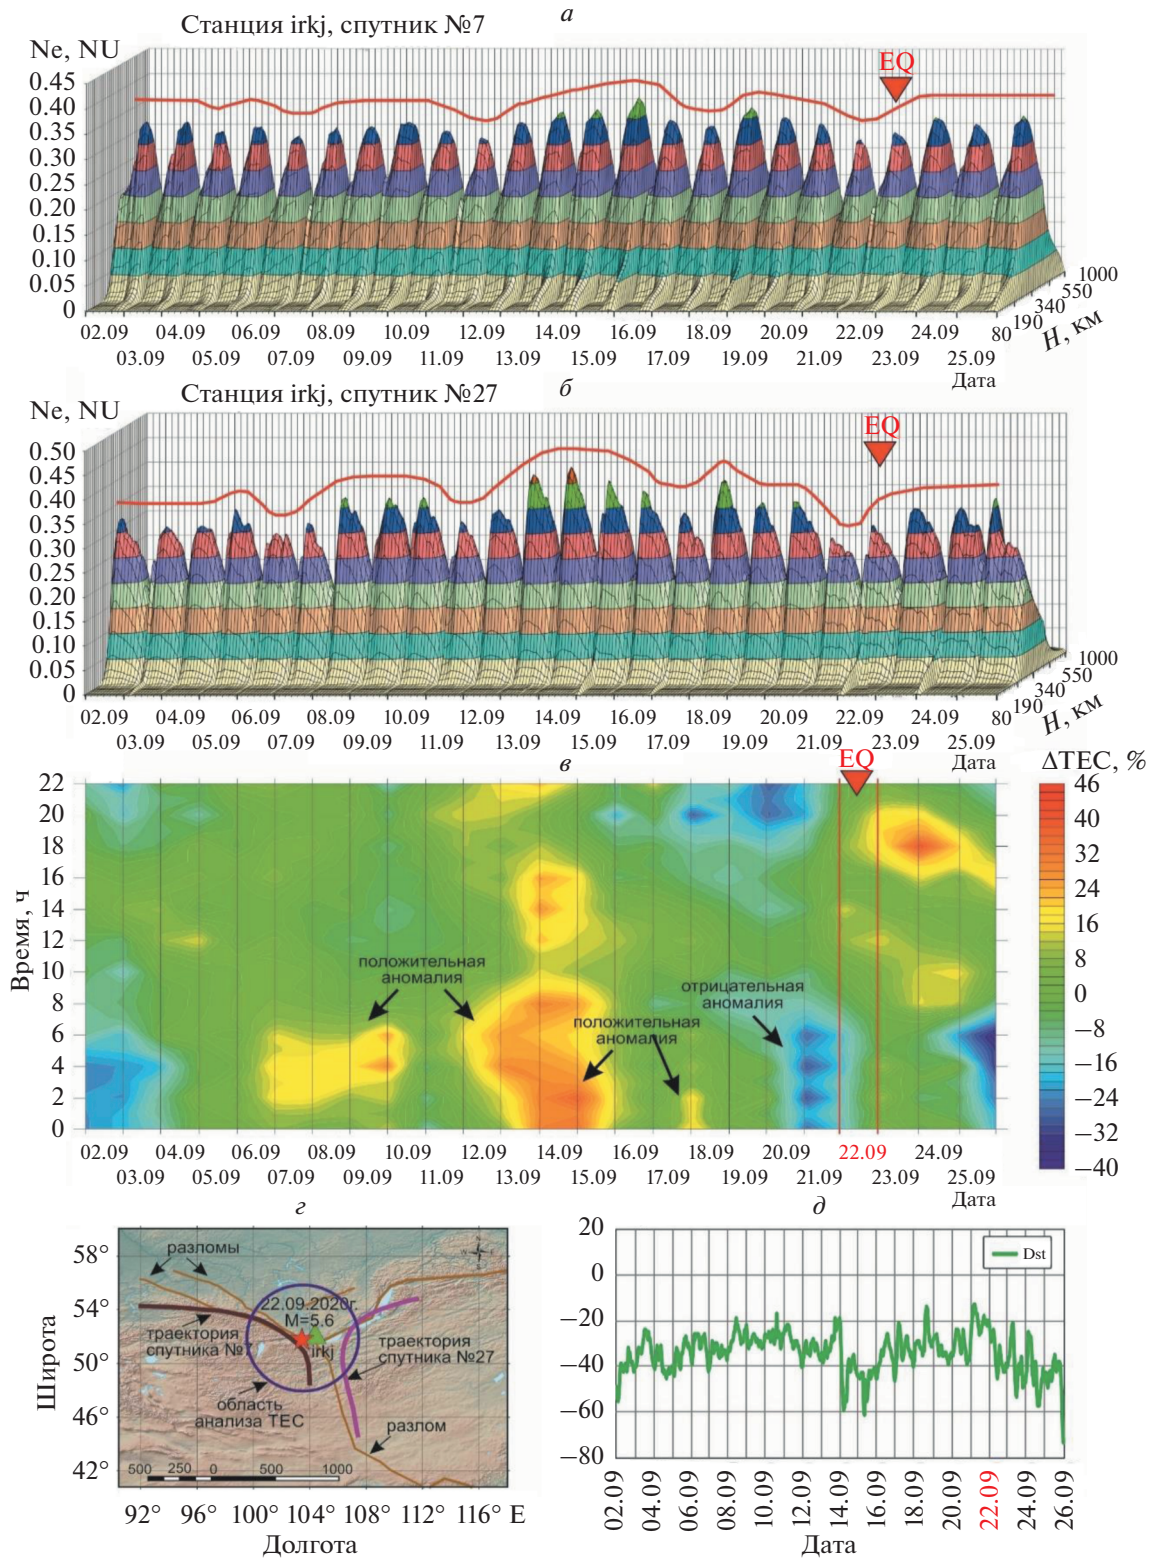 а
Станция irkj, спутник №7
Ne, NU
EQ
0.45
0.40
0.35
0.30
0.25
0.20
0.15
0.10
0.05
0
1000
550
340
190
80
H, км
02.09 04.09 06.09 08.09 10.09 12.09 14.09 16.09 18.09 20.09 22.09 24.09
03.09 05.09 07.09 09.09 11.09 13.09 15.09 17.09 19.09 21.09 23.09 25.09
Дата
б
Станция irkj, спутник №27
Ne, NU
EQ
0.50
0.45
0.40
0.35
0.30
0.25
0.20
0.15
0.10
0.05
0
1000
550
340
190
80
H, км
02.09 04.09 06.09 08.09 10.09 12.09 14.09 16.09 18.09 20.09 22.09 24.09
03.09 05.09 07.09 09.09 11.09 13.09 15.09 17.09 19.09 21.09 23.09 25.09
Дата
в
EQ
ΔTEC, %
Время, ч
22
20
18
16
14
12
10
8
6
4
2
0
положительная
аномалия
положительная
аномалия
отрицательная
аномалия
46
40
32
24
16
8
0
−8
−16
−24
−32
−40
02.09 04.09 06.09 08.09 10.09 12.09 14.09 16.09 18.09 20.09 22.09 24.09
03.09 05.09 07.09 09.09 11.09 13.09 15.09 17.09 19.09 21.09 23.09 25.09
Дата
г
Широта
58°
54°
50°
46°
42°
разломы
22.09.2020г.
M=5.6
irkj
траектория
спутника №7
траектория
спутника №27
область
анализа TEC
разлом
500 250 0 500 1000
92° 96° 100° 104° 108° 112° 116° E
Долгота
д
20
0
−20
−40
−60
−80
Dst
02.09 04.09 06.09 08.09 10.09 12.09 14.09 16.09 18.09 20.09 22.09 24.09 26.09
Дата